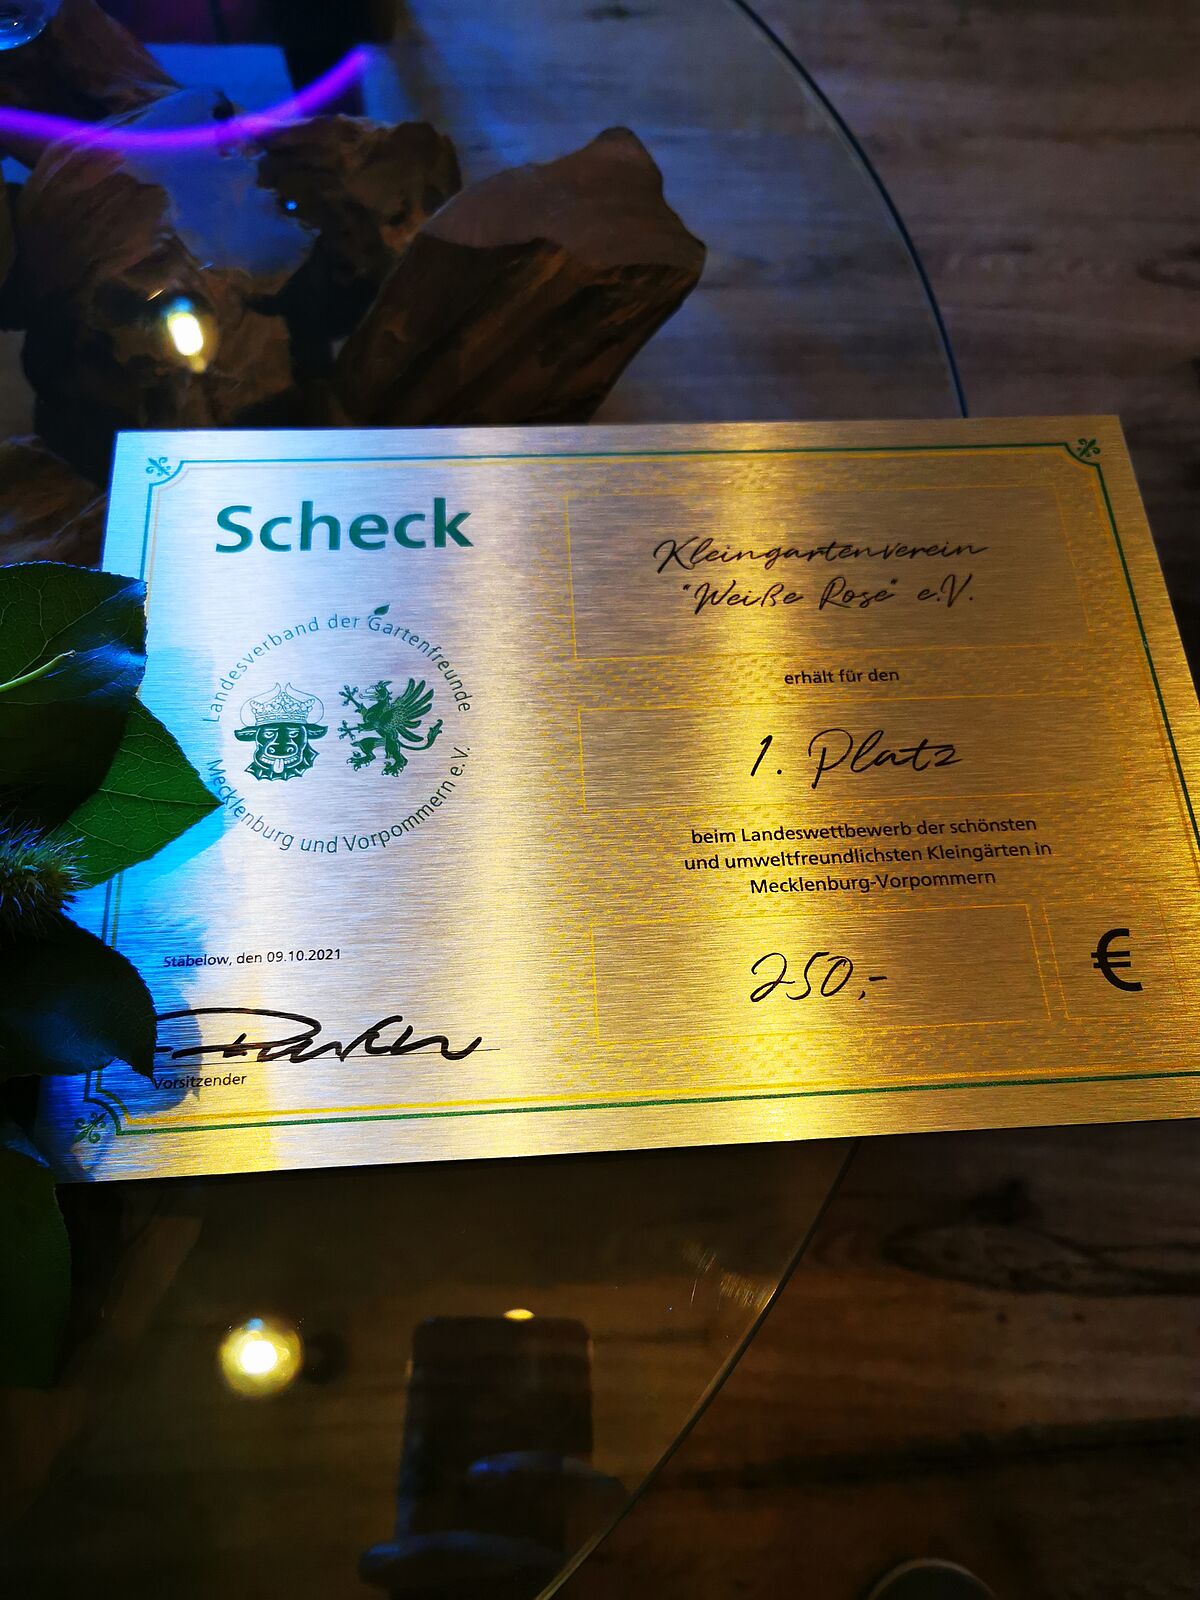 Scheck
Landesverband der Gartenfreunde
Mecklenburg und Vorpommern e.V.
Stäbelow, den 09.10.2021
Vorsitzender
Kleingartenverein
"Weiße Rose" e.V.
erhält für den
1. Platz
beim Landeswettbewerb der schönsten
und umweltfreundlichsten Kleingärten in
Mecklenburg-Vorpommern
250,- €